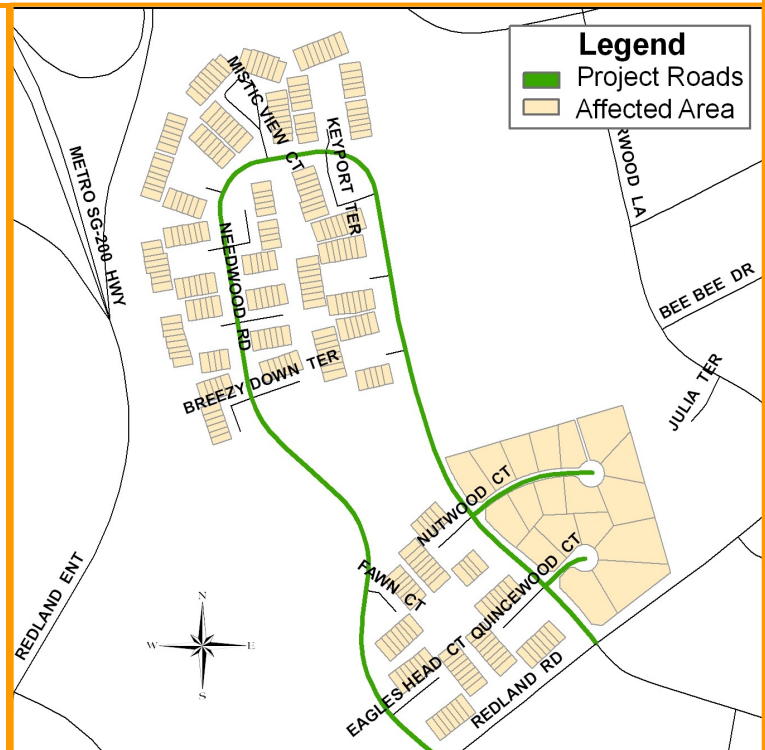 Legend
Project Roads
Affected Area
MISTIC VIEW CT
KEYPORT TER
RWOOD LA
METRO SG-200 HWY
NEEDWOOD RD
BEE BEE DR
JULIA TER
BREEZY DOWN TER
NUTWOOD CT
QUINCEWOOD CT
FAWN CT
REDLAND ENT
N
W
E
S
EAGLES HEAD CT
REDLAND RD